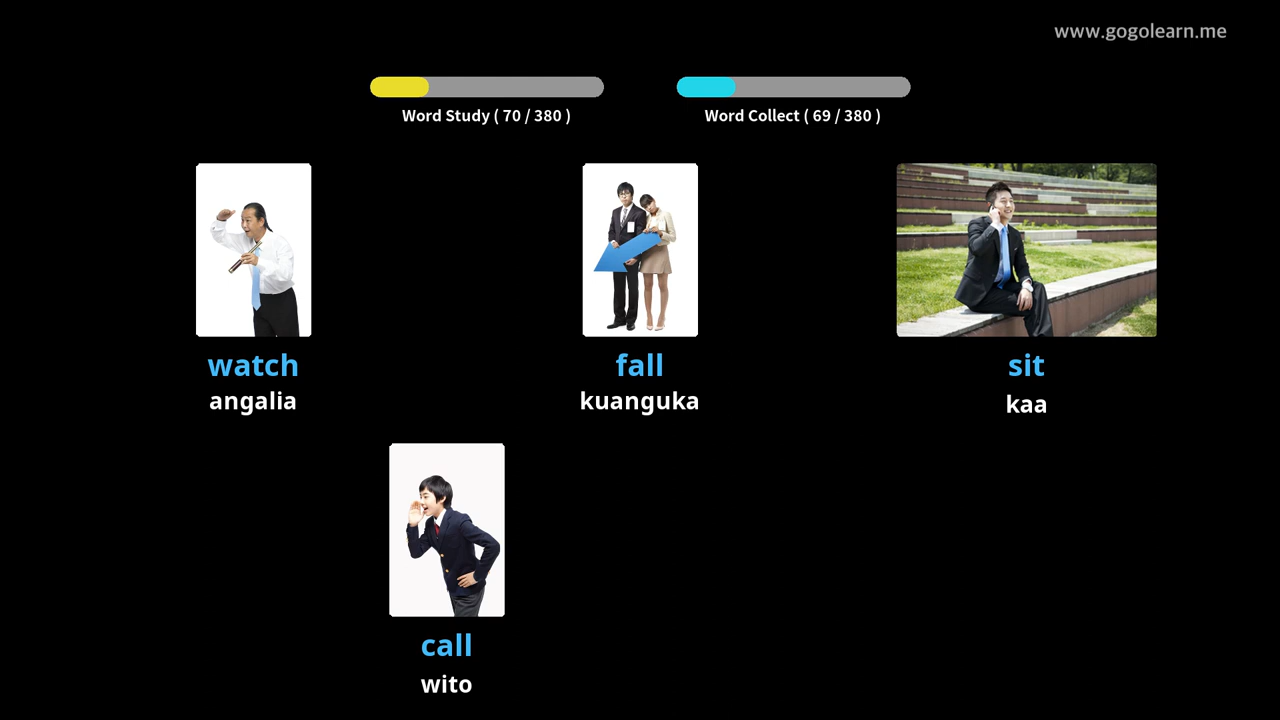 www.gogolearn.me
Word Study ( 70 / 380 )
Word Collect ( 69 / 380 )
watch
angalia
fall
kuanguka
sit
kaa
call
wito